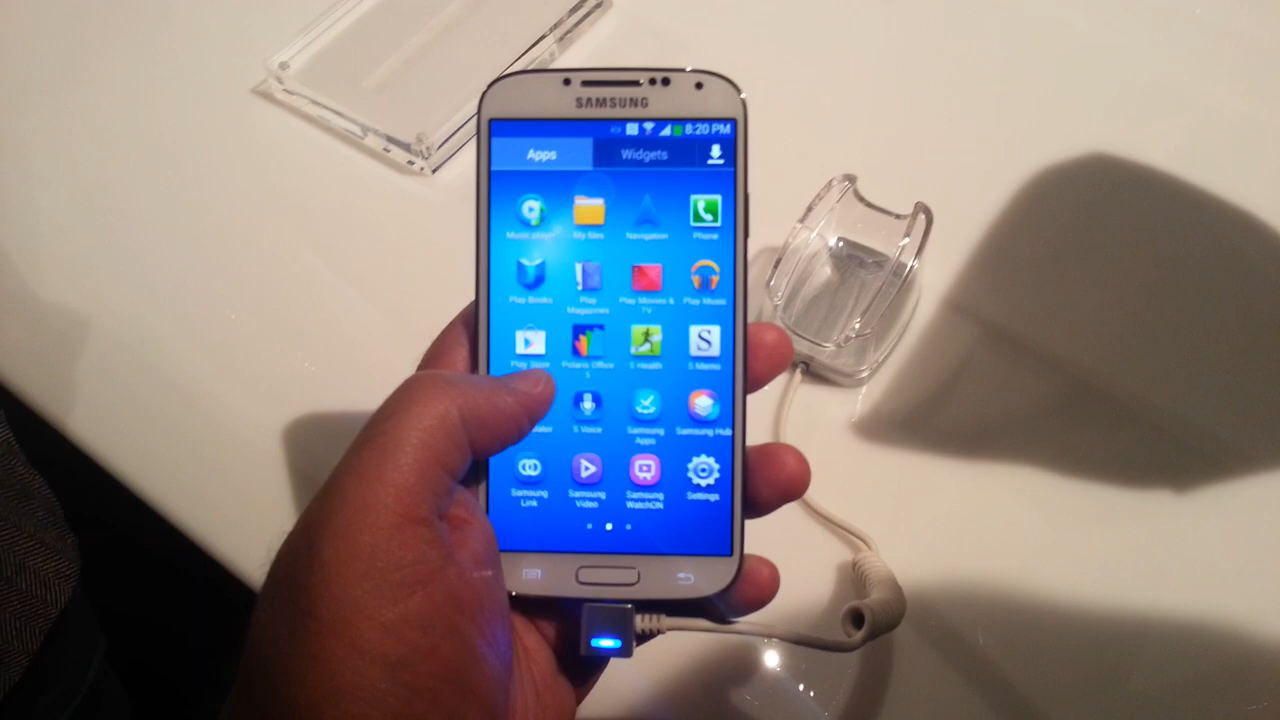 SAMSUNG
8:20 PM
Apps Widgets
Music player My files Navigation Phone
Play Books Play Play Movies & Play Music
Magazines TV
Play Store Polaris Office S Health S Memo
5
S Voice Samsung Samsung Hub
Apps
Samsung Samsung Samsung Settings
Link Video WatchON